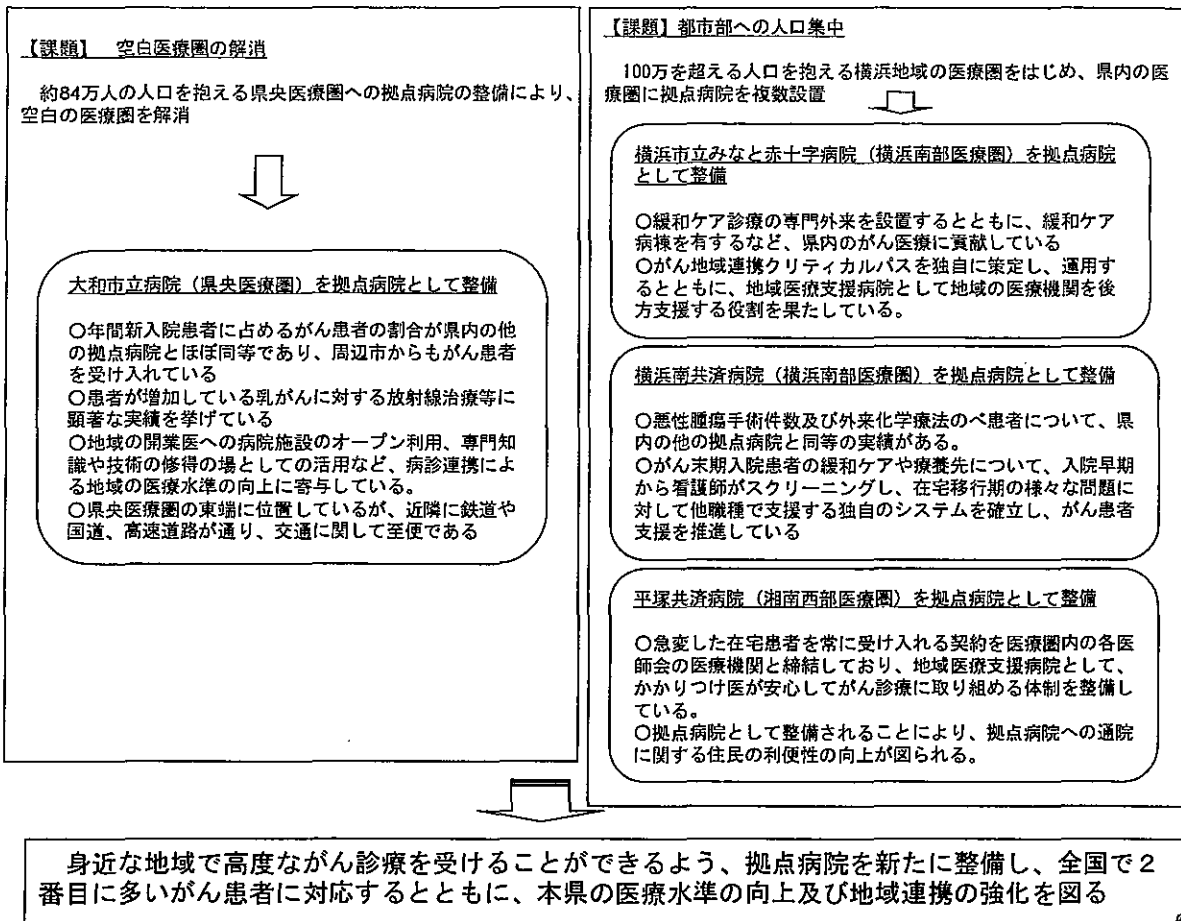 【課題】 空白医療圏の解消
約84万人の人口を抱える県央医療圏への拠点病院の整備により、
空白の医療圏を解消
大和市立病院（県央医療圏）を拠点病院として整備
○年間新入院患者に占めるがん患者の割合が県内の他
の拠点病院とほぼ同等であり、周辺市からもがん患者
を受け入れている
○患者が増加している乳がんに対する放射線治療等に
顕著な実績を挙げている
○地域の開業医への病院施設のオープン利用、専門知
識や技術の修得の場としての活用など、病診連携によ
る地域の医療水準の向上に寄与している。
○県央医療圏の東端に位置しているが、近隣に鉄道や
国道、高速道路が通り、交通に関して至便である
【課題】都市部への人口集中
100万を超える人口を抱える横浜地域の医療圏をはじめ、県内の医
療圏に拠点病院を複数設置
横浜市立みなと赤十字病院（横浜南部医療圏）を拠点病院
として整備
○緩和ケア診療の専門外来を設置するとともに、緩和ケア
病棟を有するなど、県内のがん医療に貢献している
○がん地域連携クリティカルパスを独自に策定し、運用す
るとともに、地域医療支援病院として地域の医療機関を後
方支援する役割を果たしている。
横浜南共済病院（横浜南部医療圏）を拠点病院として整備
○悪性腫瘍手術件数及び外来化学療法のべ患者について、県
内の他の拠点病院と同等の実績がある。
○がん末期入院患者の緩和ケアや療養先について、入院早期
から看護師がスクリーニングし、在宅移行期の様々な問題に
対して他職種で支援する独自のシステムを確立し、がん患者
支援を推進している
平塚共済病院（湘南西部医療圏）を拠点病院として整備
○急変した在宅患者を常に受け入れる契約を医療圏内の各医
師会の医療機関と締結しており、地域医療支援病院として、
かかりつけ医が安心してがん診療に取り組める体制を整備し
ている。
○拠点病院として整備されることにより、拠点病院への通院
に関する住民の利便性の向上が図られる。
身近な地域で高度ながん診療を受けることができるよう、拠点病院を新たに整備し、全国で２
番目に多いがん患者に対応するとともに、本県の医療水準の向上及び地域連携の強化を図る